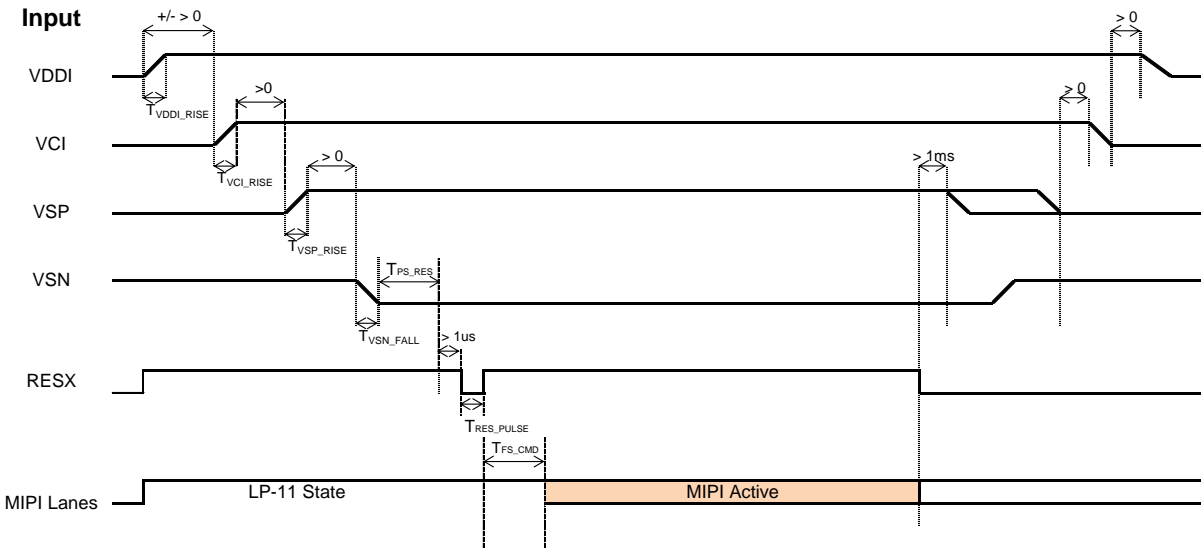 Input
+/- > 0
> 0
VDDI
TVDDI_RISE
>0
> 0
VCI
TVCI_RISE
> 0
> 1ms
VSP
TVSP_RISE
VSN
TPS_RES
TVSN_FALL
> 1us
RESX
TRES_PULSE
TFS_CMD
MIPI Lanes
LP-11 State
MIPI Active